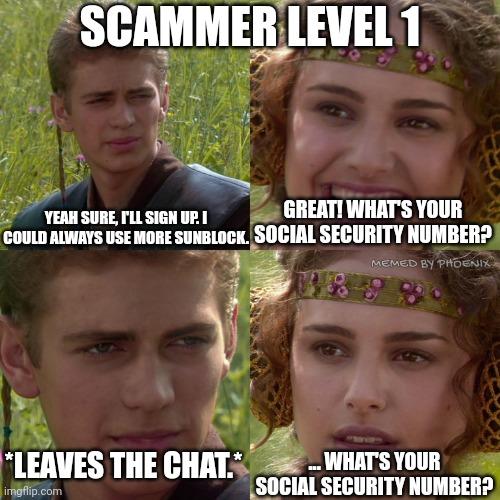 SCAMMER LEVEL 1
YEAH SURE, I'LL SIGN UP. I
COULD ALWAYS USE MORE SUNBLOCK.
GREAT! WHAT'S YOUR
SOCIAL SECURITY NUMBER?
MEMED BY PHOENIX
*LEAVES THE CHAT.*
... WHAT'S YOUR
SOCIAL SECURITY NUMBER?
imgflip.com